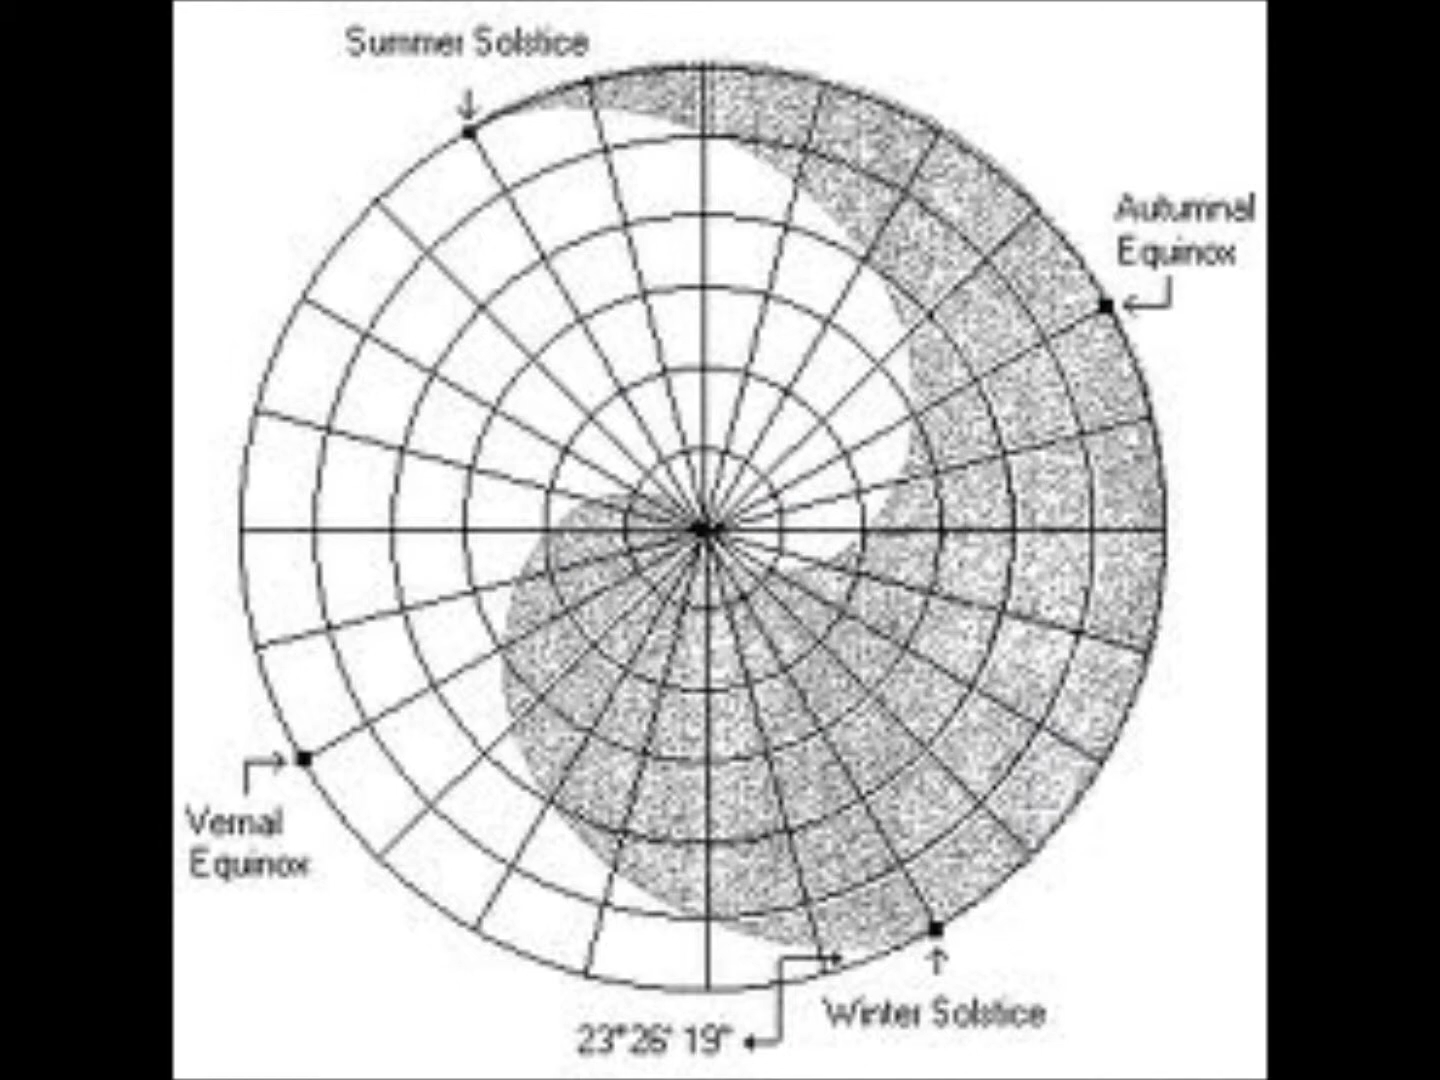 Summer Solstice
Autumnal
Equinox
Vernal
Equinox
Winter Solstice
23° 26' 19"